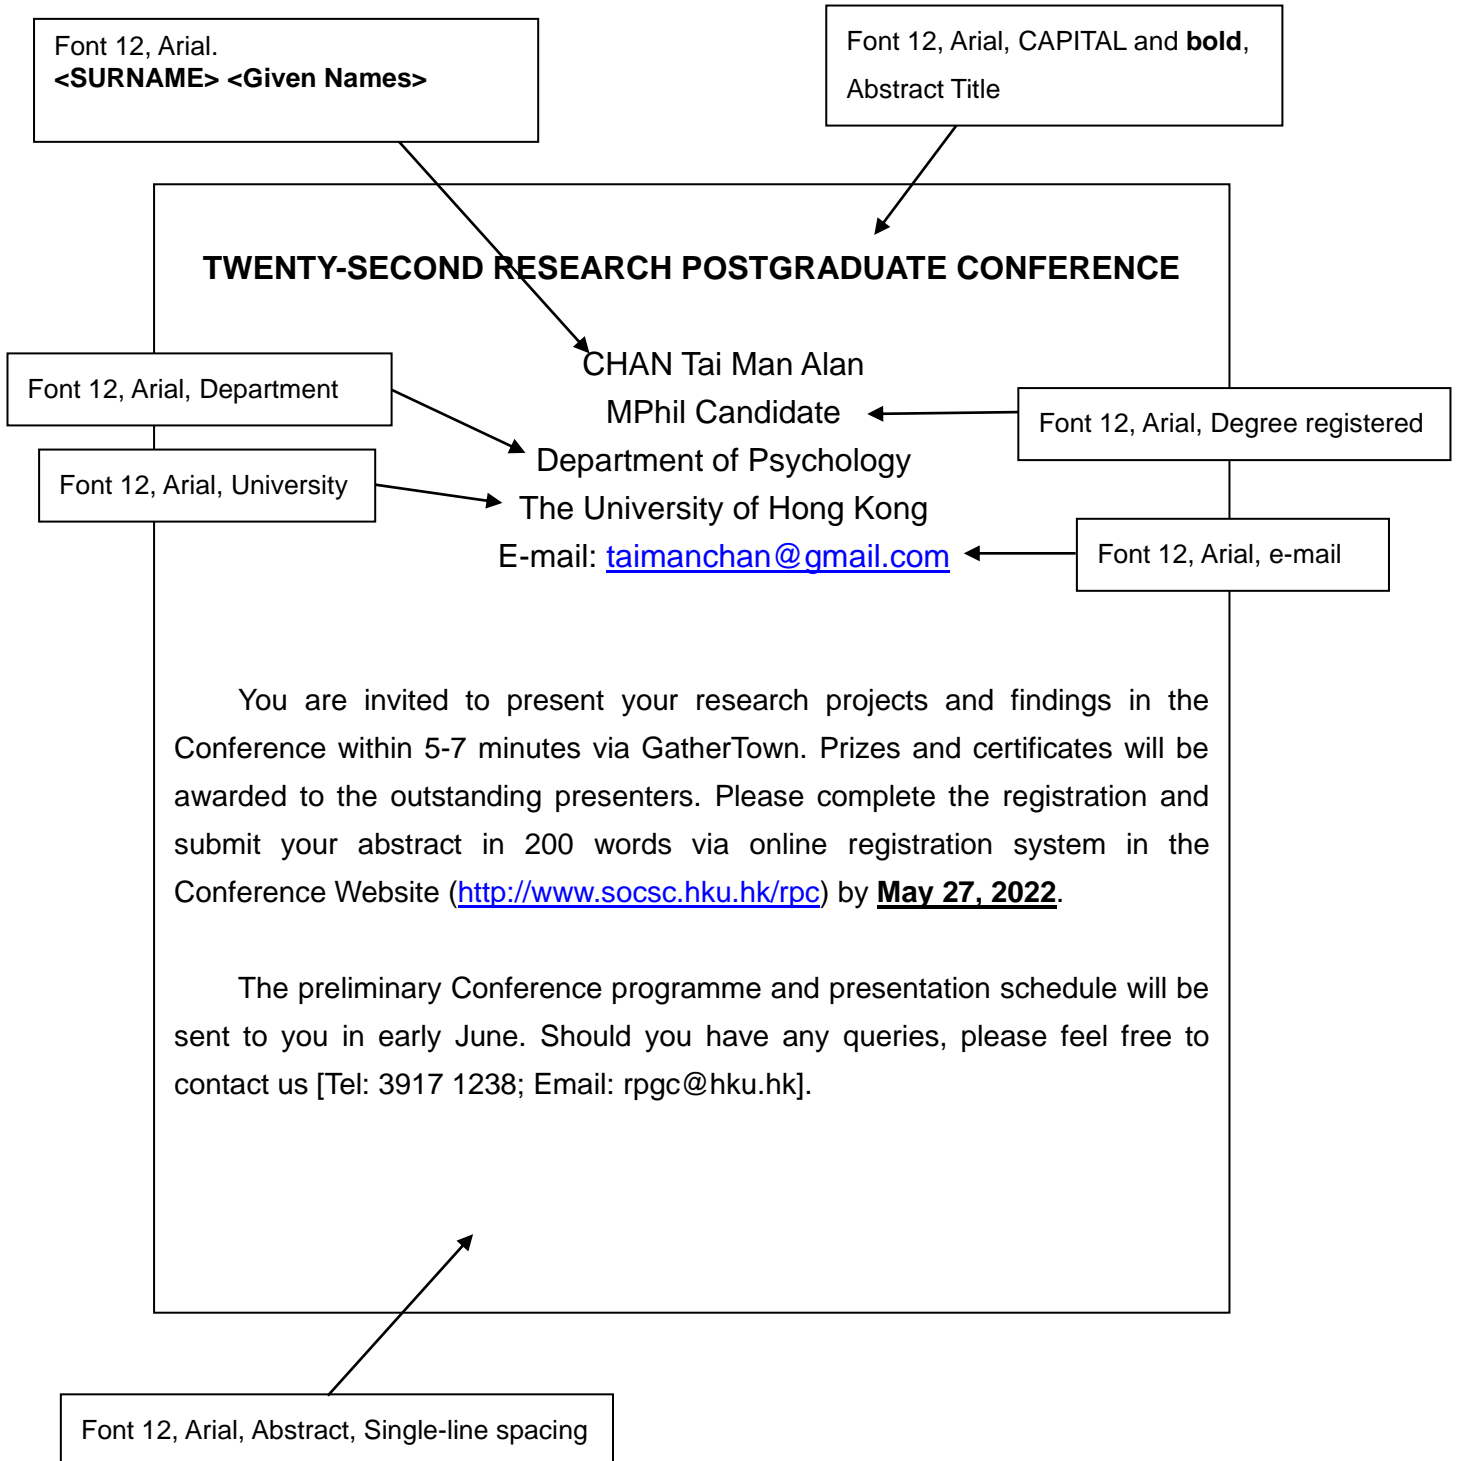 Font 12, Arial.
<SURNAME> <Given Names>
Font 12, Arial, CAPITAL and bold,
Abstract Title
TWENTY-SECOND RESEARCH POSTGRADUATE CONFERENCE
CHAN Tai Man Alan
Font 12, Arial, Department
MPhil Candidate
Font 12, Arial, Degree registered
Department of Psychology
Font 12, Arial, University
The University of Hong Kong
E-mail: taimanchan@gmail.com
Font 12, Arial, e-mail
You are invited to present your research projects and findings in the
Conference within 5-7 minutes via GatherTown. Prizes and certificates will be
awarded to the outstanding presenters. Please complete the registration and
submit your abstract in 200 words via online registration system in the
Conference Website (http://www.socsc.hku.hk/rpc) by May 27, 2022.
The preliminary Conference programme and presentation schedule will be
sent to you in early June. Should you have any queries, please feel free to
contact us [Tel: 3917 1238; Email: rpgc@hku.hk].
Font 12, Arial, Abstract, Single-line spacing